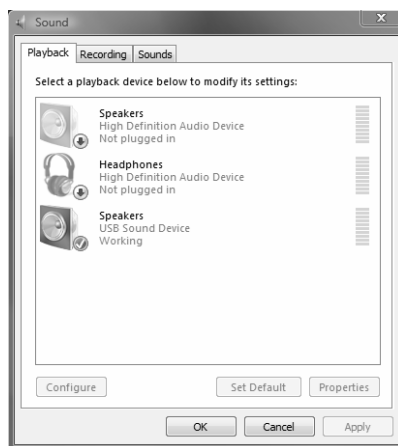 Sound
Playback Recording Sounds
Select a playback device below to modify its settings:
Speakers
High Definition Audio Device
Not plugged in
Headphones
High Definition Audio Device
Not plugged in
Speakers
USB Sound Device
Working
Configure Set Default Properties
OK Cancel Apply